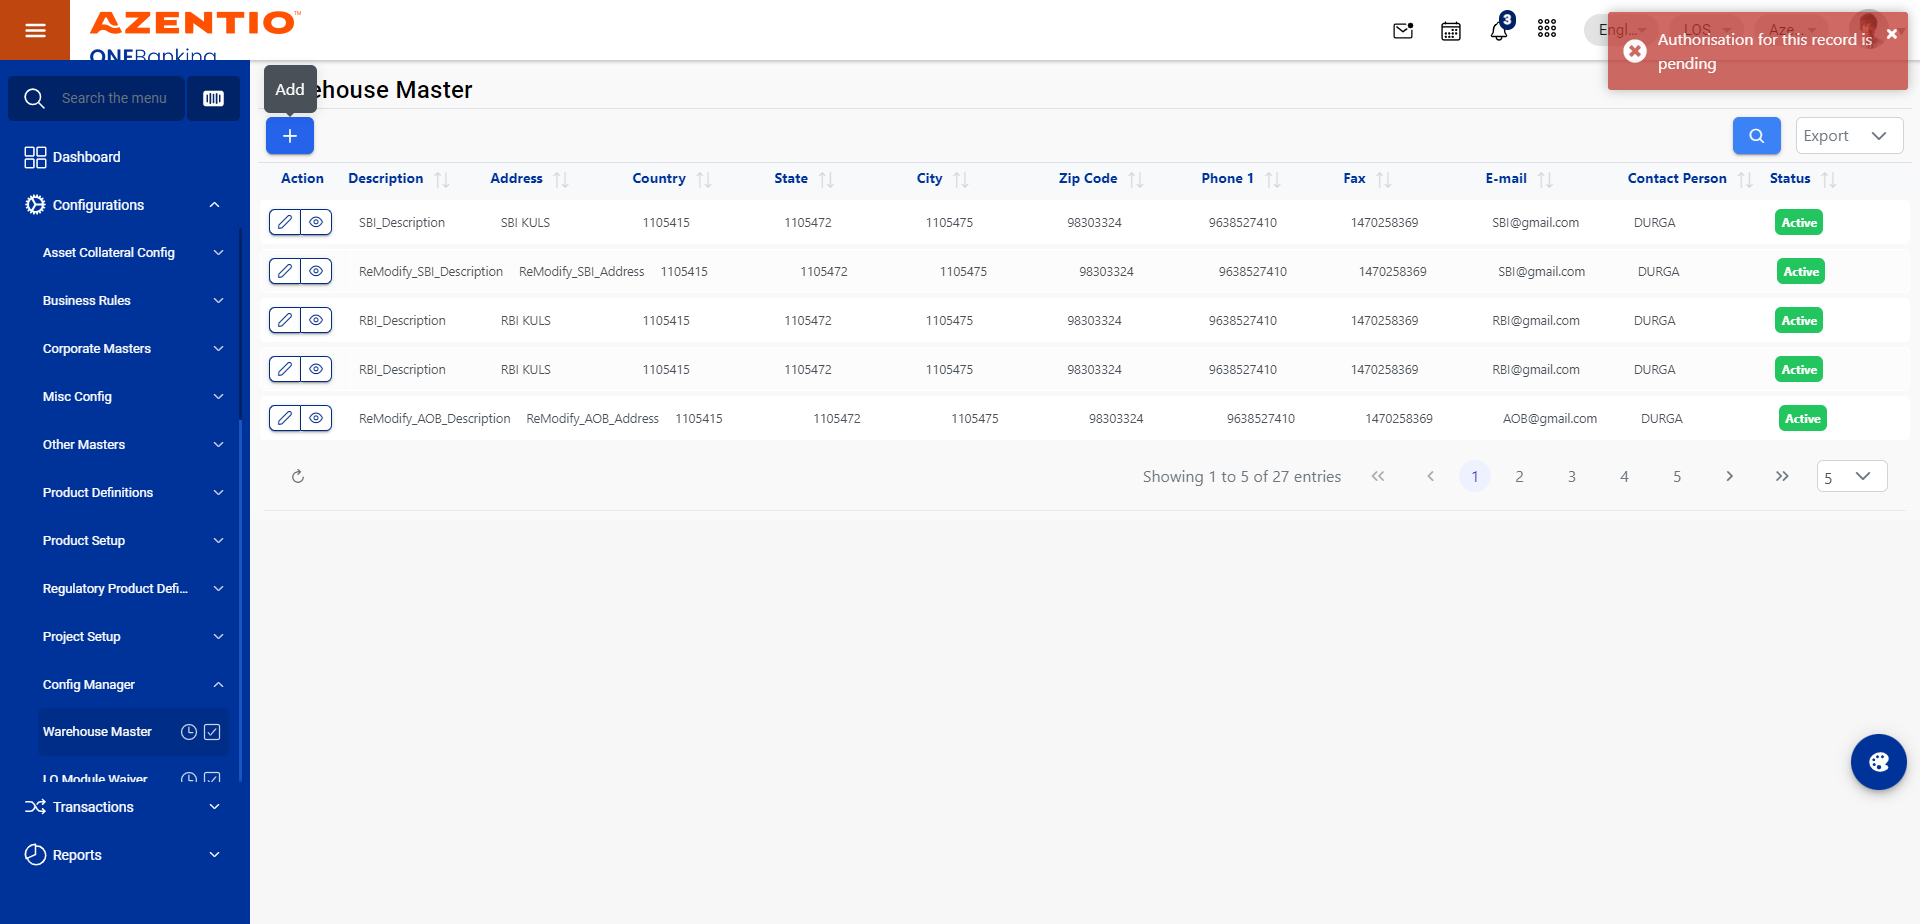 AZENTIO™
ONEBanking
3
Engl...
LOS
Aze...
Authorisation for this record is
pending
Search the menu
Dashboard
Configurations
Asset Collateral Config
Business Rules
Corporate Masters
Misc Config
Other Masters
Product Definitions
Product Setup
Regulatory Product Defi...
Project Setup
Config Manager
Warehouse Master
LO Module Waiver
Transactions
Reports
Add
ehouse Master
Export
Action Description Address Country State City Zip Code Phone 1 Fax E-mail Contact Person Status
SBI_Description SBI KULS 1105415 1105472 1105475 98303324 9638527410 1470258369 SBI@gmail.com DURGA Active
ReModify_SBI_Description ReModify_SBI_Address 1105415 1105472 1105475 98303324 9638527410 1470258369 SBI@gmail.com DURGA Active
RBI_Description RBI KULS 1105415 1105472 1105475 98303324 9638527410 1470258369 RBI@gmail.com DURGA Active
RBI_Description RBI KULS 1105415 1105472 1105475 98303324 9638527410 1470258369 RBI@gmail.com DURGA Active
ReModify_AOB_Description ReModify_AOB_Address 1105415 1105472 1105475 98303324 9638527410 1470258369 AOB@gmail.com DURGA Active
Showing 1 to 5 of 27 entries 1 2 3 4 5 5